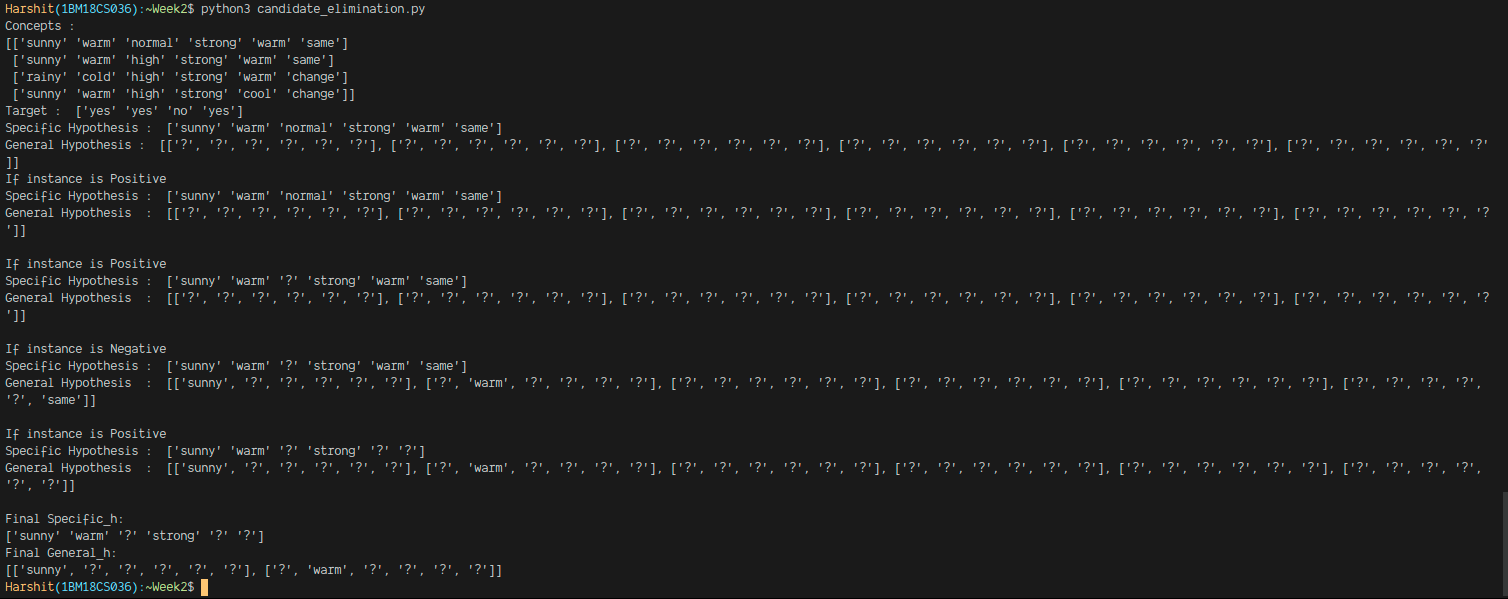 Harshit(1BM18CS036):~Week2$ python3 candidate_elimination.py
Concepts :
[['sunny' 'warm' 'normal' 'strong' 'warm' 'same']
 ['sunny' 'warm' 'high' 'strong' 'warm' 'same']
 ['rainy' 'cold' 'high' 'strong' 'warm' 'change']
 ['sunny' 'warm' 'high' 'strong' 'cool' 'change']]
Target :  ['yes' 'yes' 'no' 'yes']
Specific Hypothesis :  ['sunny' 'warm' 'normal' 'strong' 'warm' 'same']
General Hypothesis :  [['?', '?', '?', '?', '?', '?'], ['?', '?', '?', '?', '?', '?'], ['?', '?', '?', '?', '?', '?'], ['?', '?', '?', '?', '?', '?'], ['?', '?', '?', '?', '?', '?'], ['?', '?', '?', '?', '?', '?'
]]
If instance is Positive
Specific Hypothesis :  ['sunny' 'warm' 'normal' 'strong' 'warm' 'same']
General Hypothesis  :  [['?', '?', '?', '?', '?', '?'], ['?', '?', '?', '?', '?', '?'], ['?', '?', '?', '?', '?', '?'], ['?', '?', '?', '?', '?', '?'], ['?', '?', '?', '?', '?', '?'], ['?', '?', '?', '?', '?', '?
']]

If instance is Positive
Specific Hypothesis :  ['sunny' 'warm' '?' 'strong' 'warm' 'same']
General Hypothesis  :  [['?', '?', '?', '?', '?', '?'], ['?', '?', '?', '?', '?', '?'], ['?', '?', '?', '?', '?', '?'], ['?', '?', '?', '?', '?', '?'], ['?', '?', '?', '?', '?', '?'], ['?', '?', '?', '?', '?', '?
']]

If instance is Negative
Specific Hypothesis :  ['sunny' 'warm' '?' 'strong' 'warm' 'same']
General Hypothesis  :  [['sunny', '?', '?', '?', '?', '?'], ['?', 'warm', '?', '?', '?', '?'], ['?', '?', '?', '?', '?', '?'], ['?', '?', '?', '?', '?', '?'], ['?', '?', '?', '?', '?', '?'], ['?', '?', '?', '?',
'?', 'same']]

If instance is Positive
Specific Hypothesis :  ['sunny' 'warm' '?' 'strong' '?' '?']
General Hypothesis  :  [['sunny', '?', '?', '?', '?', '?'], ['?', 'warm', '?', '?', '?', '?'], ['?', '?', '?', '?', '?', '?'], ['?', '?', '?', '?', '?', '?'], ['?', '?', '?', '?', '?', '?'], ['?', '?', '?', '?',
'?', '?']]

Final Specific_h:
['sunny' 'warm' '?' 'strong' '?' '?']
Final General_h:
[['sunny', '?', '?', '?', '?', '?'], ['?', 'warm', '?', '?', '?', '?']]
Harshit(1BM18CS036):~Week2$